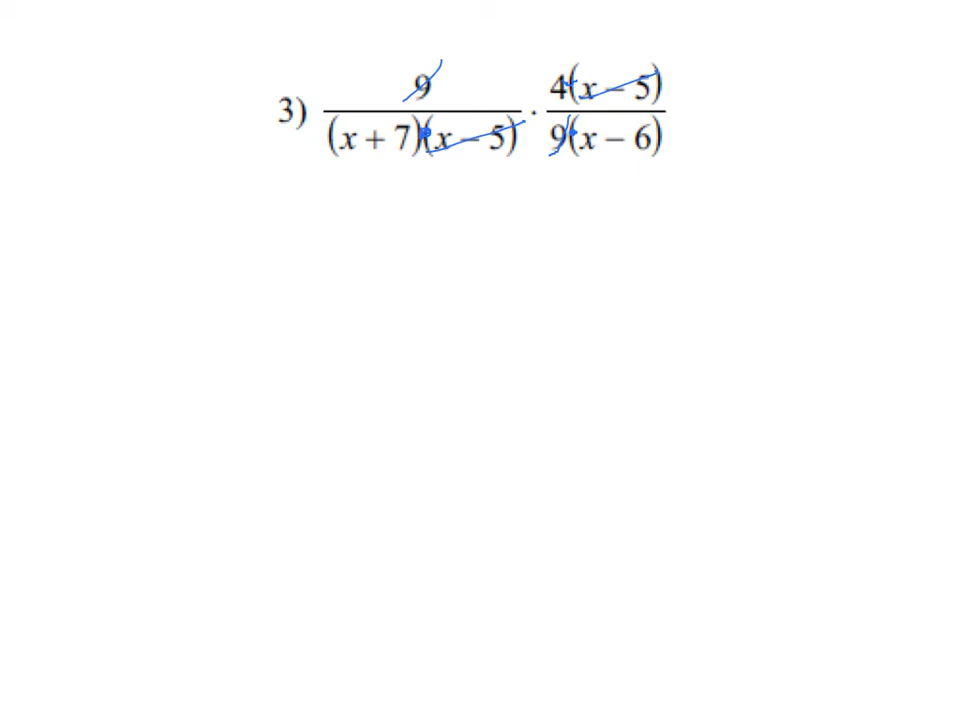 3) 9/((x + 7)(x − 5)) · 4(x − 5)/(9(x − 6))